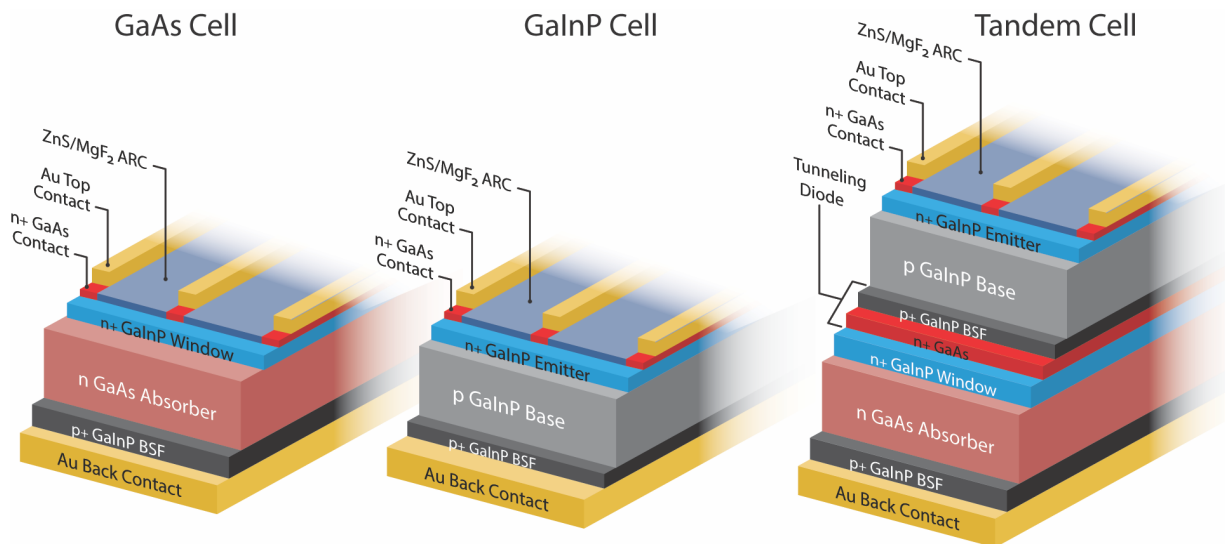 GaAs Cell
ZnS/MgF₂ ARC
Au Top
Contact
n+ GaAs
Contact
n+ GaInP Window
n GaAs Absorber
p+ GaInP BSF
Au Back Contact
GaInP Cell
ZnS/MgF₂ ARC
Au Top
Contact
n+ GaAs
Contact
n+ GaInP Emitter
p GaInP Base
p+ GaInP BSF
Au Back Contact
Tandem Cell
ZnS/MgF₂ ARC
Au Top
Contact
n+ GaAs
Contact
Tunneling
Diode
n+ GaInP Emitter
p GaInP Base
p+ GaInP BSF
n+ GaAs
n+ GaInP Window
n GaAs Absorber
p+ GaInP BSF
Au Back Contact